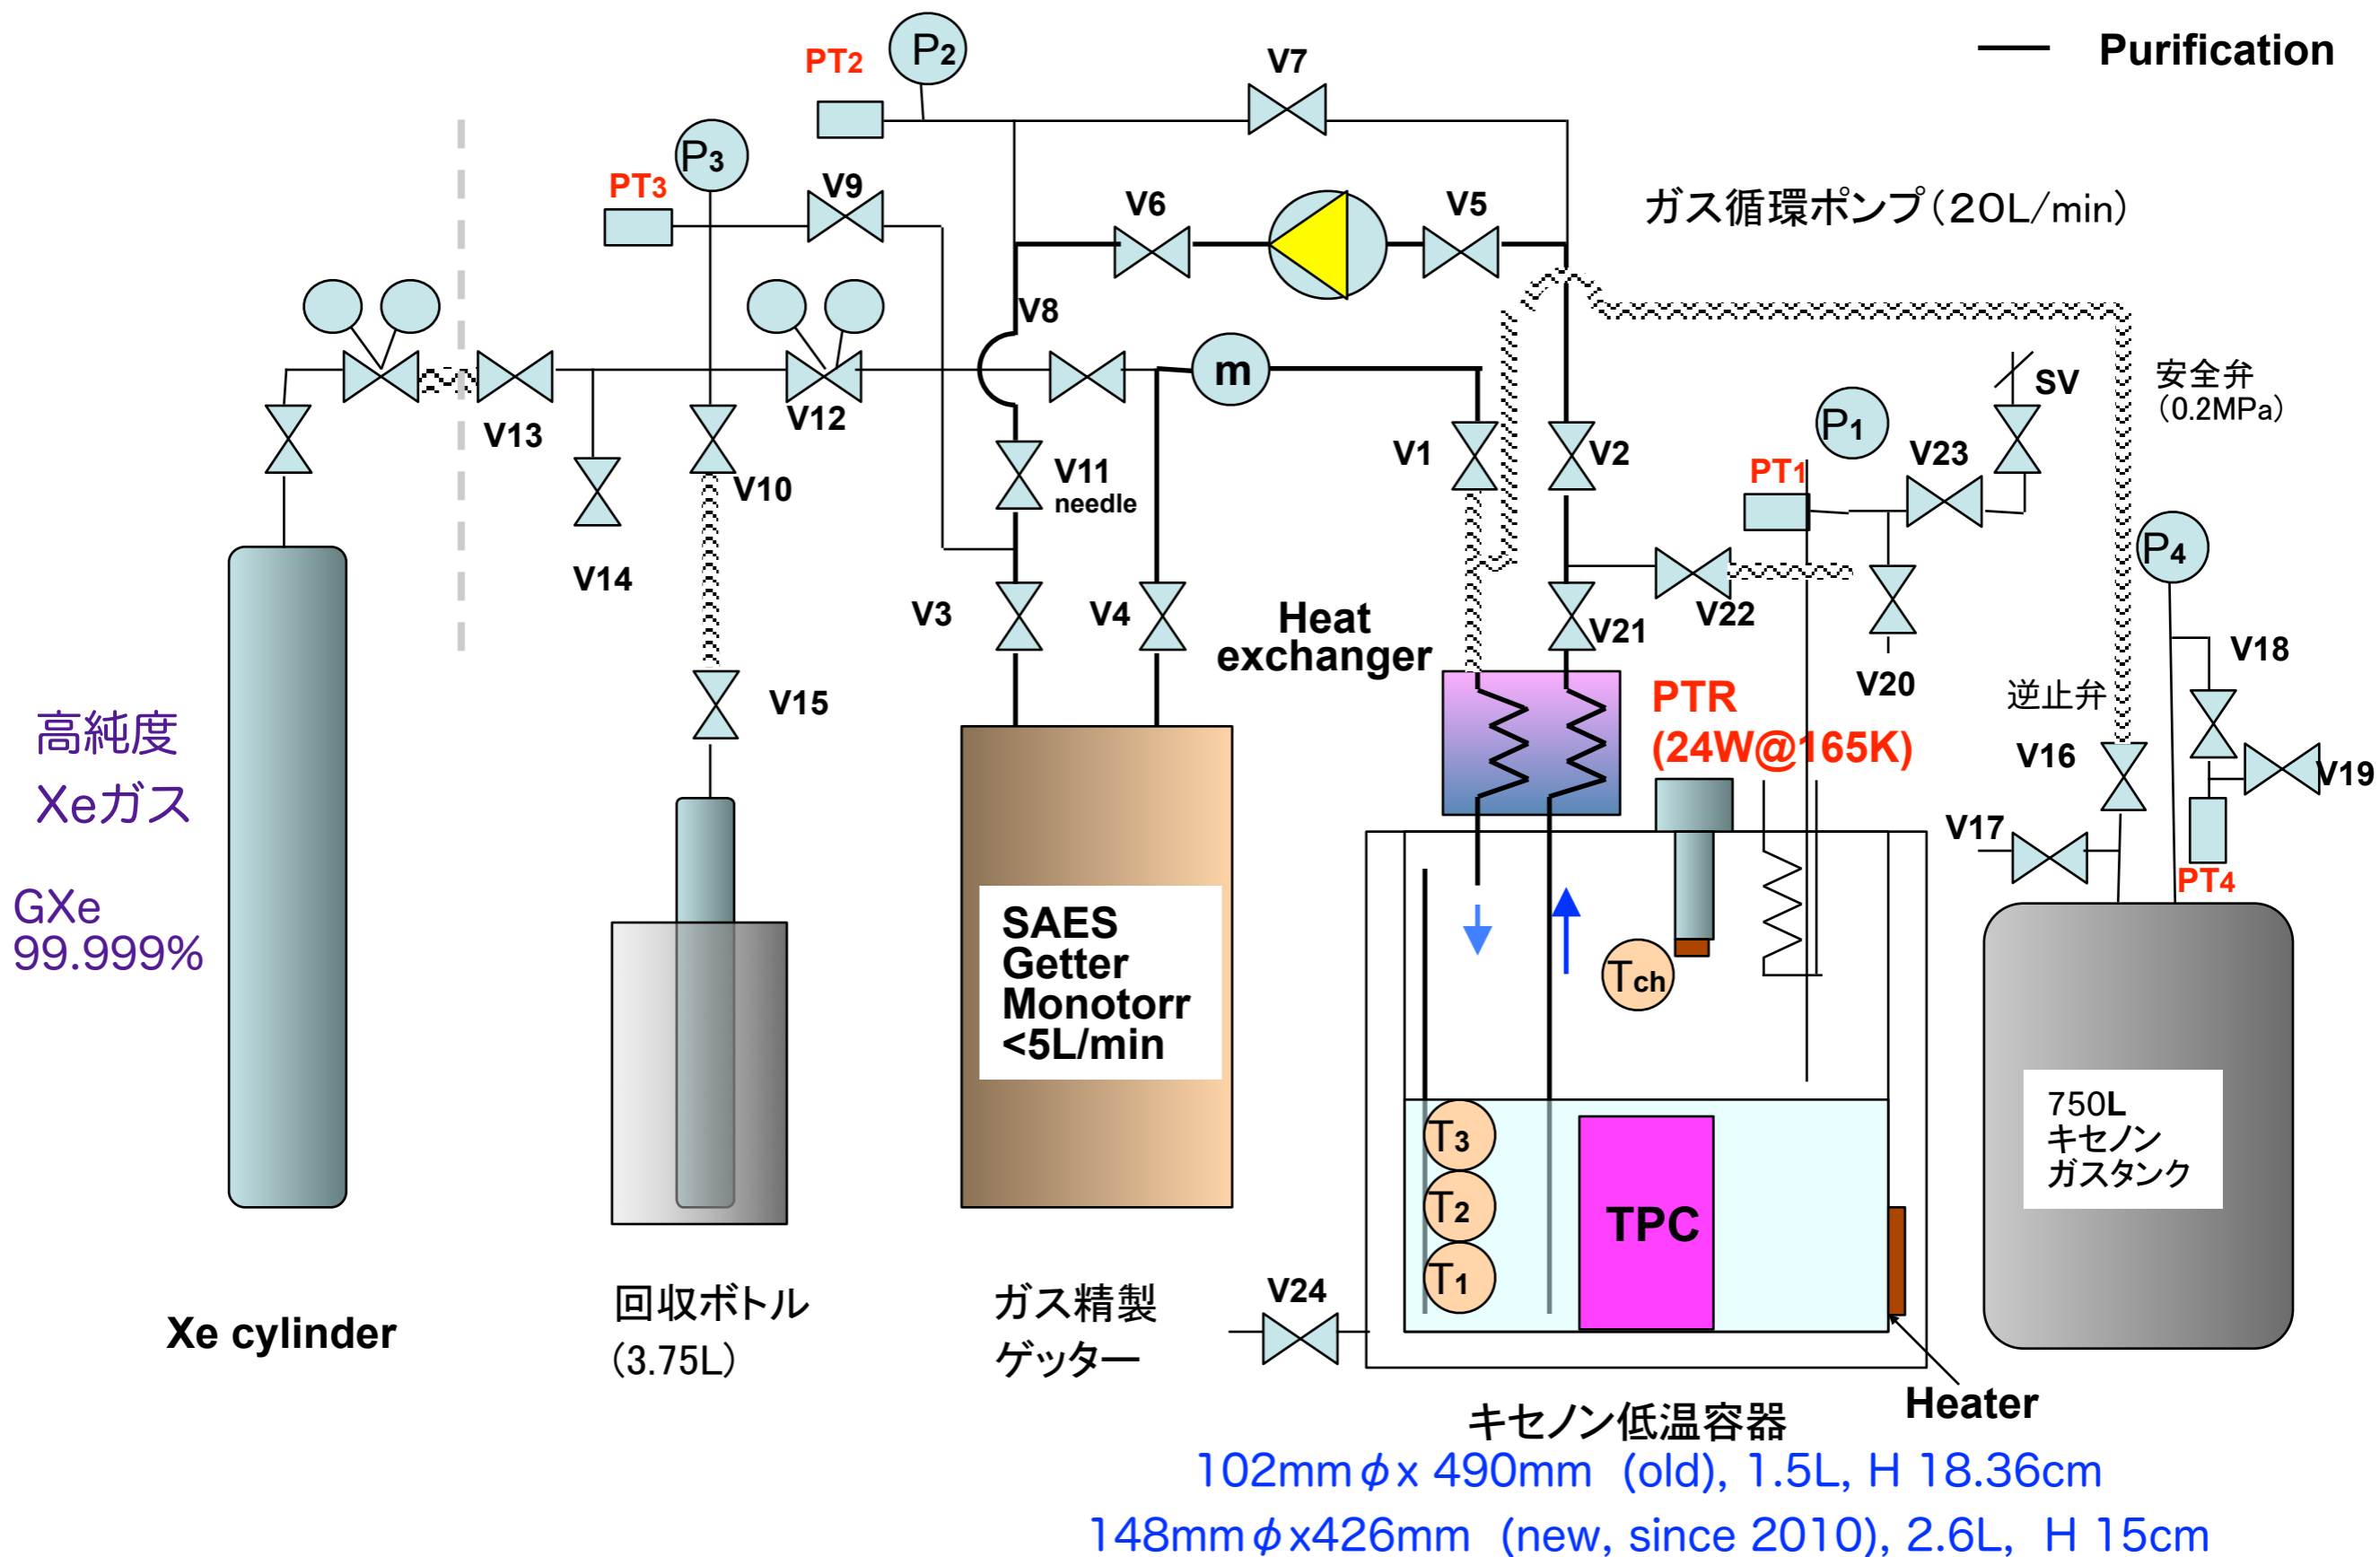 Purification
P2
PT2
V7
P3
PT3
V9
V6
V5
ガス循環ポンプ(20L/min)
V8
m
V13
V12
V10
V14
V11
needle
V1
V2
PT1
P1
V23
SV
安全弁
(0.2MPa)
P4
V3
V4
Heat
exchanger
V21
V22
V20
V18
V15
PTR
(24W@165K)
逆止弁
V16
V19
V17
PT4
高純度
Xeガス
GXe
99.999%
SAES
Getter
Monotorr
<5L/min
Tch
T3
T2
T1
TPC
750L
キセノン
ガスタンク
Xe cylinder
回収ボトル
(3.75L)
ガス精製
ゲッター
V24
Heater
キセノン低温容器
102mmφx 490mm (old), 1.5L, H 18.36cm
148mmφx426mm (new, since 2010), 2.6L, H 15cm